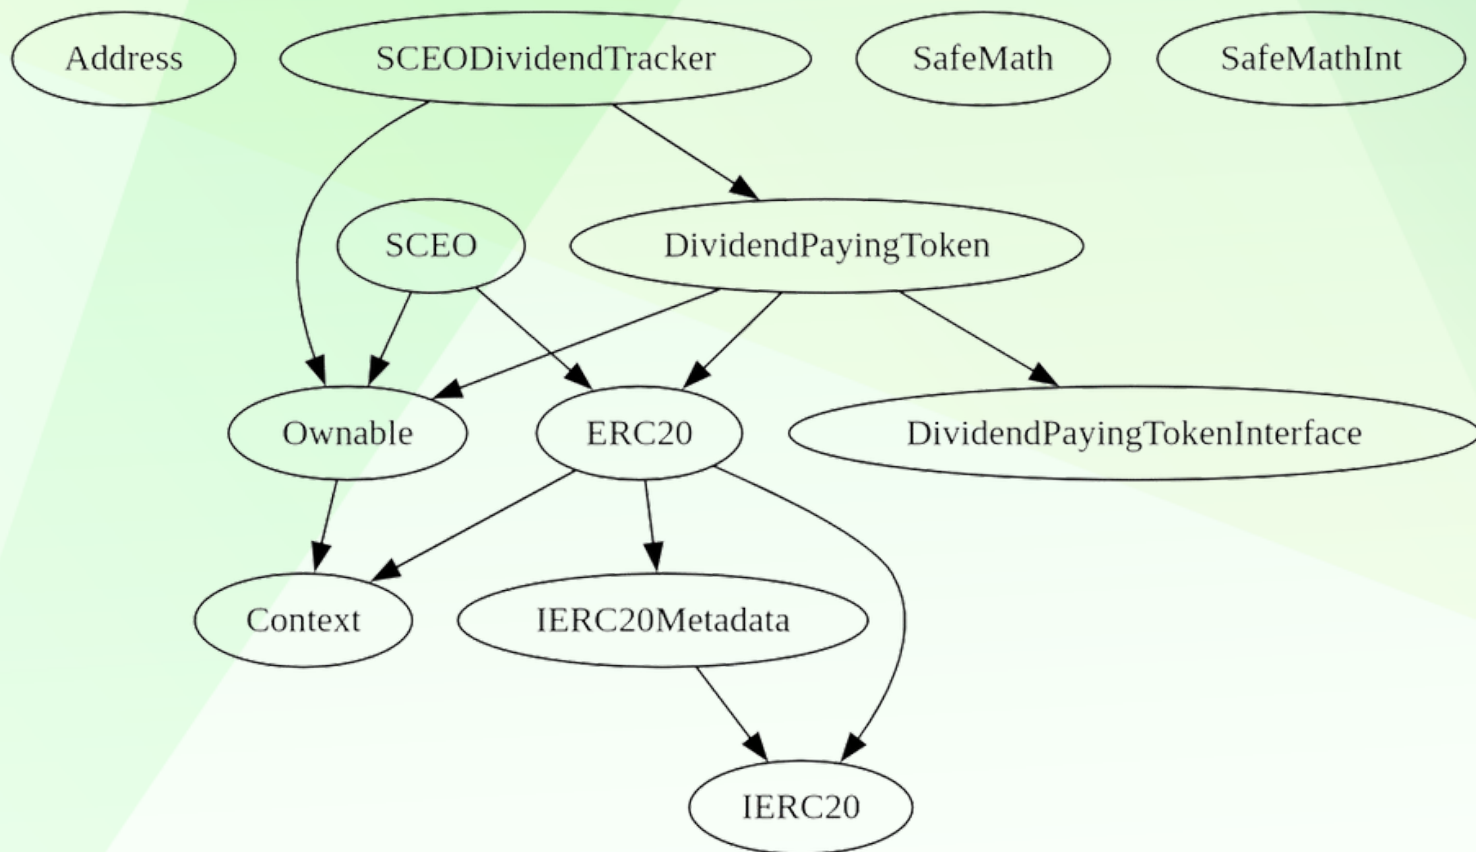 Address
SCEODividendTracker
SafeMath
SafeMathInt
SCEO
DividendPayingToken
Ownable
ERC20
DividendPayingTokenInterface
Context
IERC20Metadata
IERC20